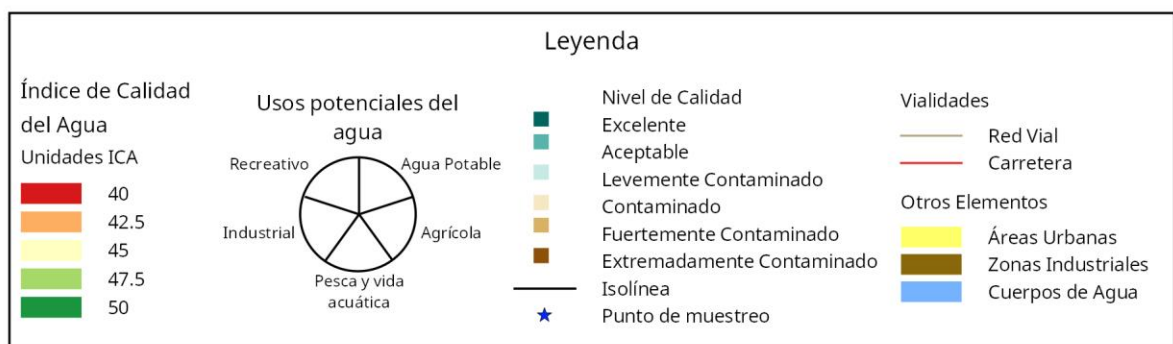 Leyenda
Índice de Calidad
del Agua
Unidades ICA
40
42.5
45
47.5
50
Usos potenciales del
agua
Recreativo
Agua Potable
Industrial
Agrícola
Pesca y vida
acuática
Nivel de Calidad
Excelente
Aceptable
Levemente Contaminado
Contaminado
Fuertemente Contaminado
Extremadamente Contaminado
Isolínea
Punto de muestreo
Vialidades
Red Vial
Carretera
Otros Elementos
Áreas Urbanas
Zonas Industriales
Cuerpos de Agua